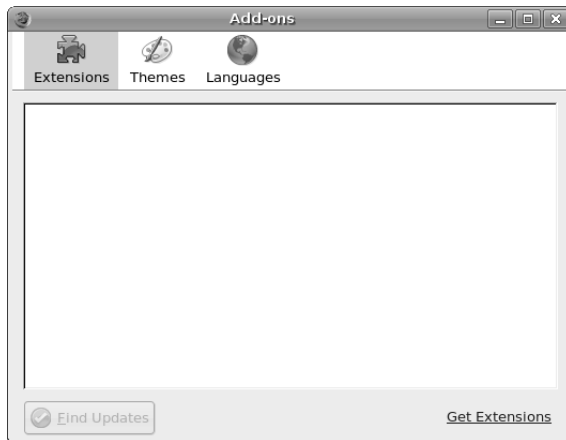 Add-ons
Extensions Themes Languages
Find Updates Get Extensions